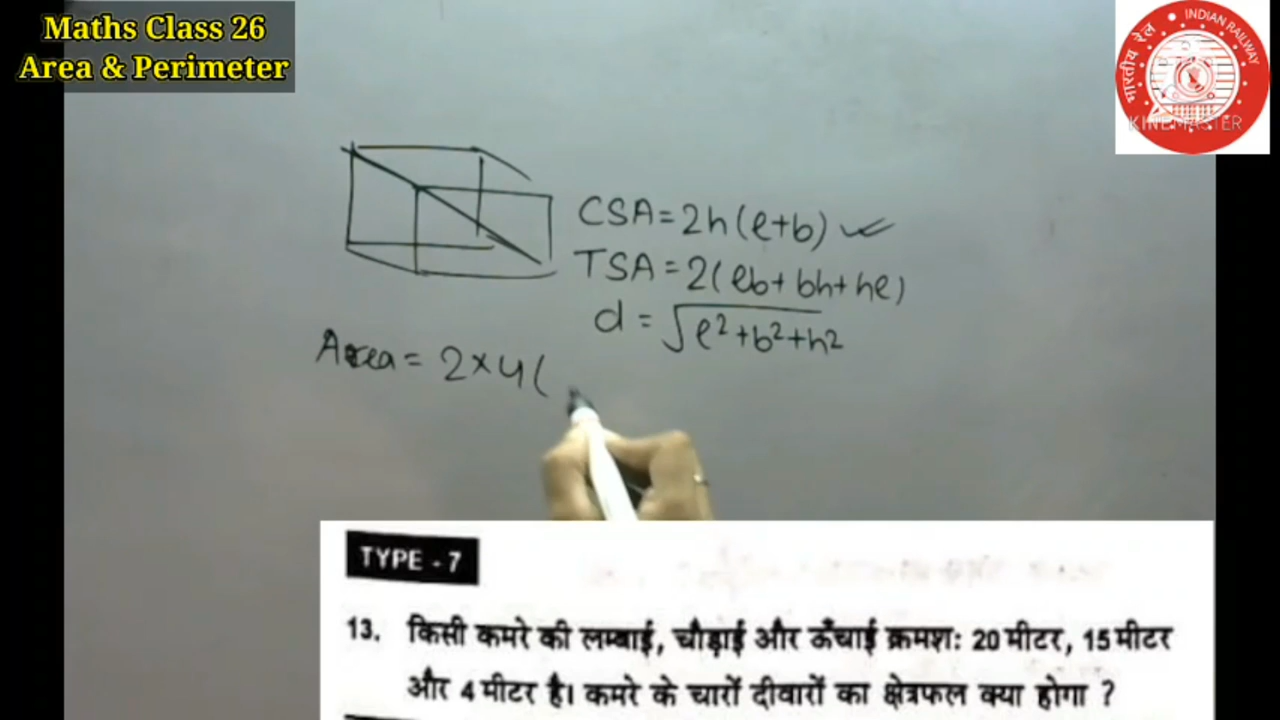 Maths Class 26
Area & Perimeter
भारतीय रेल
INDIAN RAILWAY
KINEMASTER
CSA=2h(l+b)
TSA=2(lb+bh+hl)
d=√l²+b²+h²
Area=2×4(
TYPE - 7
13. किसी कमरे की लम्बाई, चौड़ाई और ऊँचाई क्रमश: 20 मीटर, 15 मीटर
और 4 मीटर है। कमरे के चारों दीवारों का क्षेत्रफल क्या होगा ?